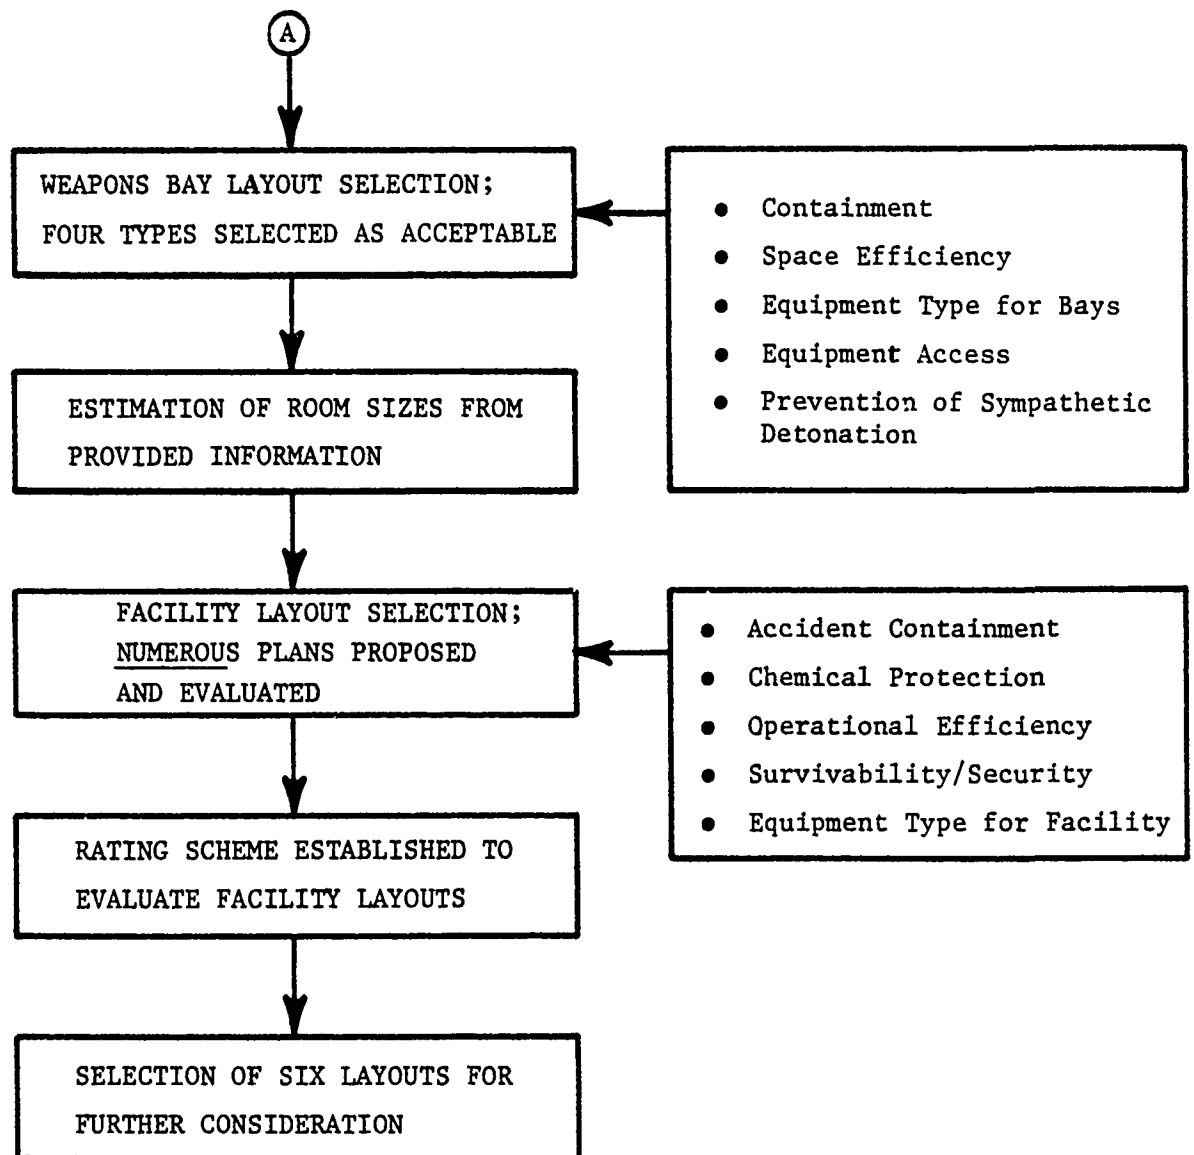 A
WEAPONS BAY LAYOUT SELECTION;
FOUR TYPES SELECTED AS ACCEPTABLE
• Containment
• Space Efficiency
• Equipment Type for Bays
• Equipment Access
• Prevention of Sympathetic
Detonation
ESTIMATION OF ROOM SIZES FROM
PROVIDED INFORMATION
FACILITY LAYOUT SELECTION;
NUMEROUS PLANS PROPOSED
AND EVALUATED
• Accident Containment
• Chemical Protection
• Operational Efficiency
• Survivability/Security
• Equipment Type for Facility
RATING SCHEME ESTABLISHED TO
EVALUATE FACILITY LAYOUTS
SELECTION OF SIX LAYOUTS FOR
FURTHER CONSIDERATION